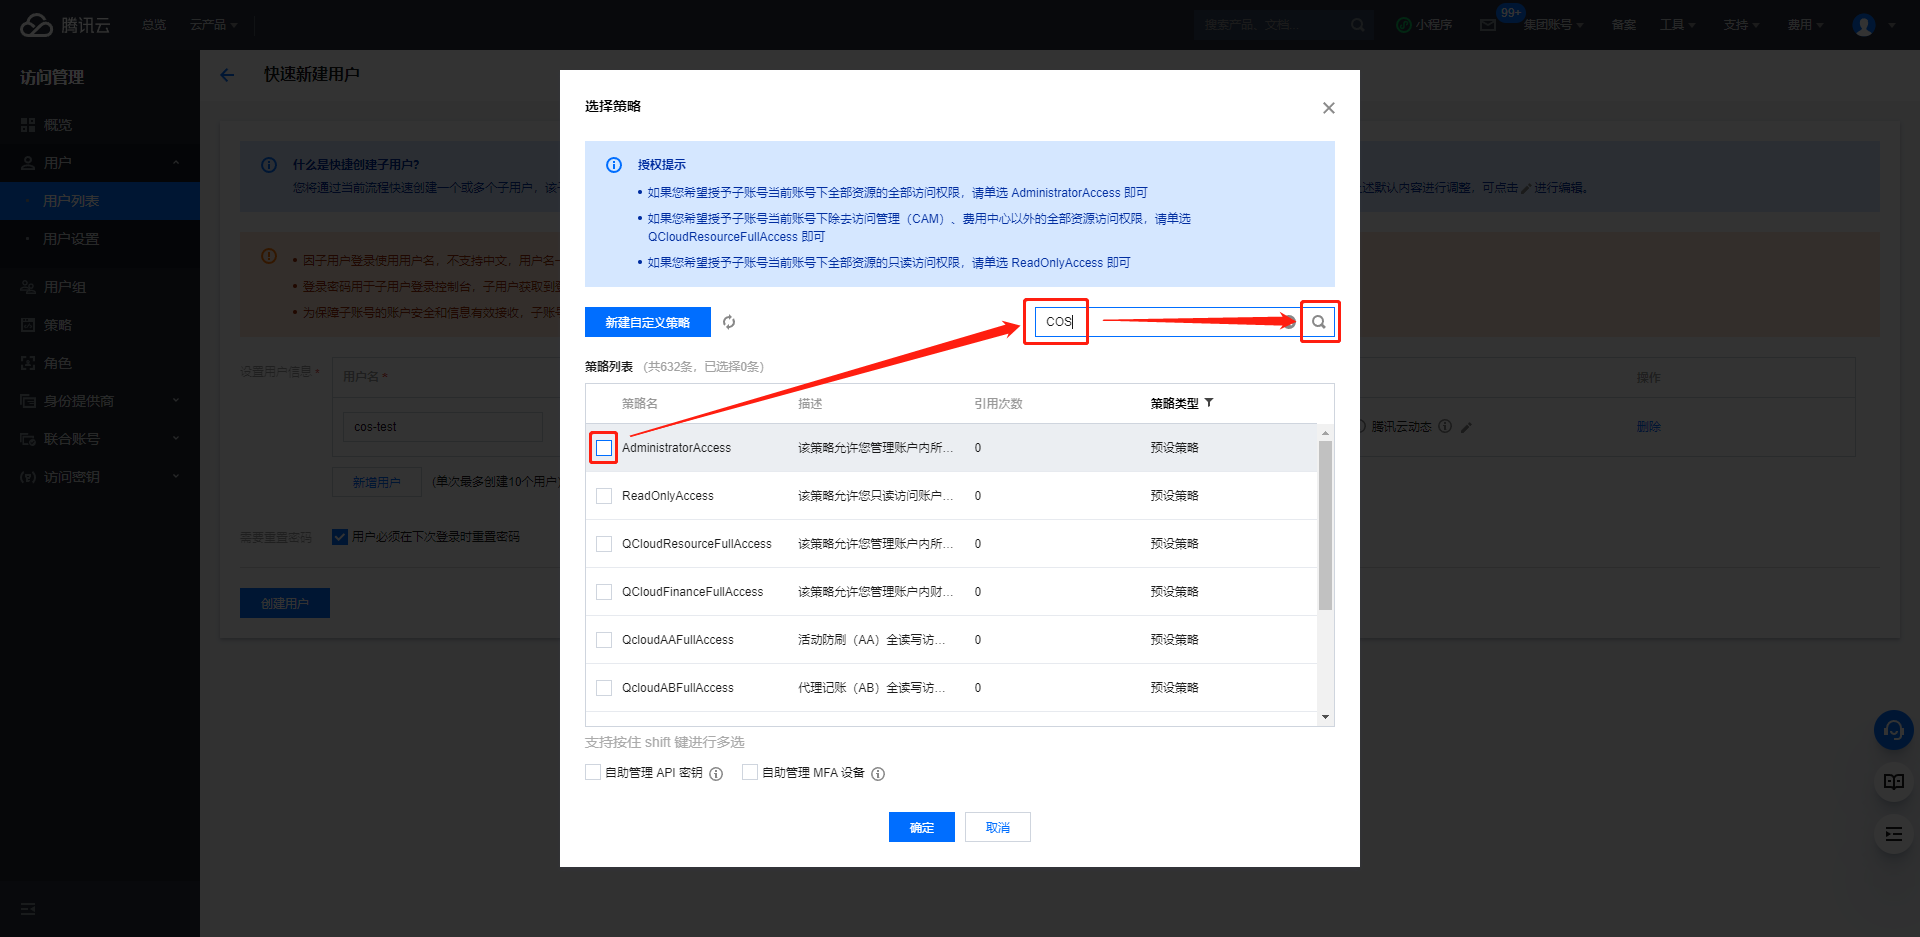 腾讯云
总览
云产品
搜索产品、文档...
小程序
99+
集团账号
备案
工具
支持
费用
访问管理
概览
用户
用户列表
用户设置
用户组
策略
角色
身份提供商
联合账号
访问密钥
快速新建用户
什么是快捷创建子用户?
您将通过当前流程快速创建一个或多个子用户，该
述默认内容进行调整，可点击 进行编辑。
因子用户登录使用用户名，不支持中文，用户名
登录密码用于子用户登录控制台，子用户获取到
为保障子账号的账户安全和信息有效接收，子账
设置用户信息 *
用户名 *
操作
cos-test
腾讯云动态
删除
新增用户
(单次最多创建10个用户
需要重置密码
用户必须在下次登录时重置密码
创建用户
选择策略
授权提示
• 如果您希望授予子账号当前账号下全部资源的全部访问权限，请单选 AdministratorAccess 即可
• 如果您希望授予子账号当前账号下除去访问管理（CAM）、费用中心以外的全部资源访问权限，请单选
QCloudResourceFullAccess 即可
• 如果您希望授予子账号当前账号下全部资源的只读访问权限，请单选 ReadOnlyAccess 即可
新建自定义策略
COS
策略列表 （共632条，已选择0条）
策略名 描述 引用次数 策略类型
AdministratorAccess 该策略允许您管理账户内所... 0 预设策略
ReadOnlyAccess 该策略允许您只读访问账户... 0 预设策略
QCloudResourceFullAccess 该策略允许您管理账户内所... 0 预设策略
QCloudFinanceFullAccess 该策略允许您管理账户内财... 0 预设策略
QcloudAAFullAccess 活动防刷（AA）全读写访... 0 预设策略
QcloudABFullAccess 代理记账（AB）全读写访... 0 预设策略
支持按住 shift 键进行多选
自助管理 API 密钥
自助管理 MFA 设备
确定
取消